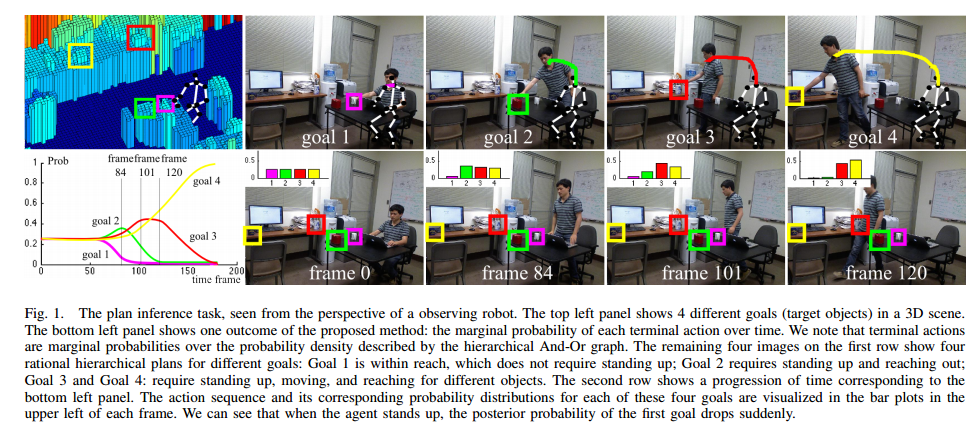 goal 1
goal 2
goal 3
goal 4
1
Prob
0.8
0.6
0.4
0.2
0
frame frame frame
84 101 120
goal 4
goal 2
goal 3
goal 1
0 50 100 150 200
time frame
0.5
0
1 2 3 4
frame 0
0.5
0
1 2 3 4
frame 84
0.5
0
1 2 3 4
frame 101
0.5
0
1 2 3 4
frame 120
Fig. 1. The plan inference task, seen from the perspective of a observing robot. The top left panel shows 4 different goals (target objects) in a 3D scene.
The bottom left panel shows one outcome of the proposed method: the marginal probability of each terminal action over time. We note that terminal actions
are marginal probabilities over the probability density described by the hierarchical And-Or graph. The remaining four images on the first row show four
rational hierarchical plans for different goals: Goal 1 is within reach, which does not require standing up; Goal 2 requires standing up and reaching out;
Goal 3 and Goal 4: require standing up, moving, and reaching for different objects. The second row shows a progression of time corresponding to the
bottom left panel. The action sequence and its corresponding probability distributions for each of these four goals are visualized in the bar plots in the
upper left of each frame. We can see that when the agent stands up, the posterior probability of the first goal drops suddenly.